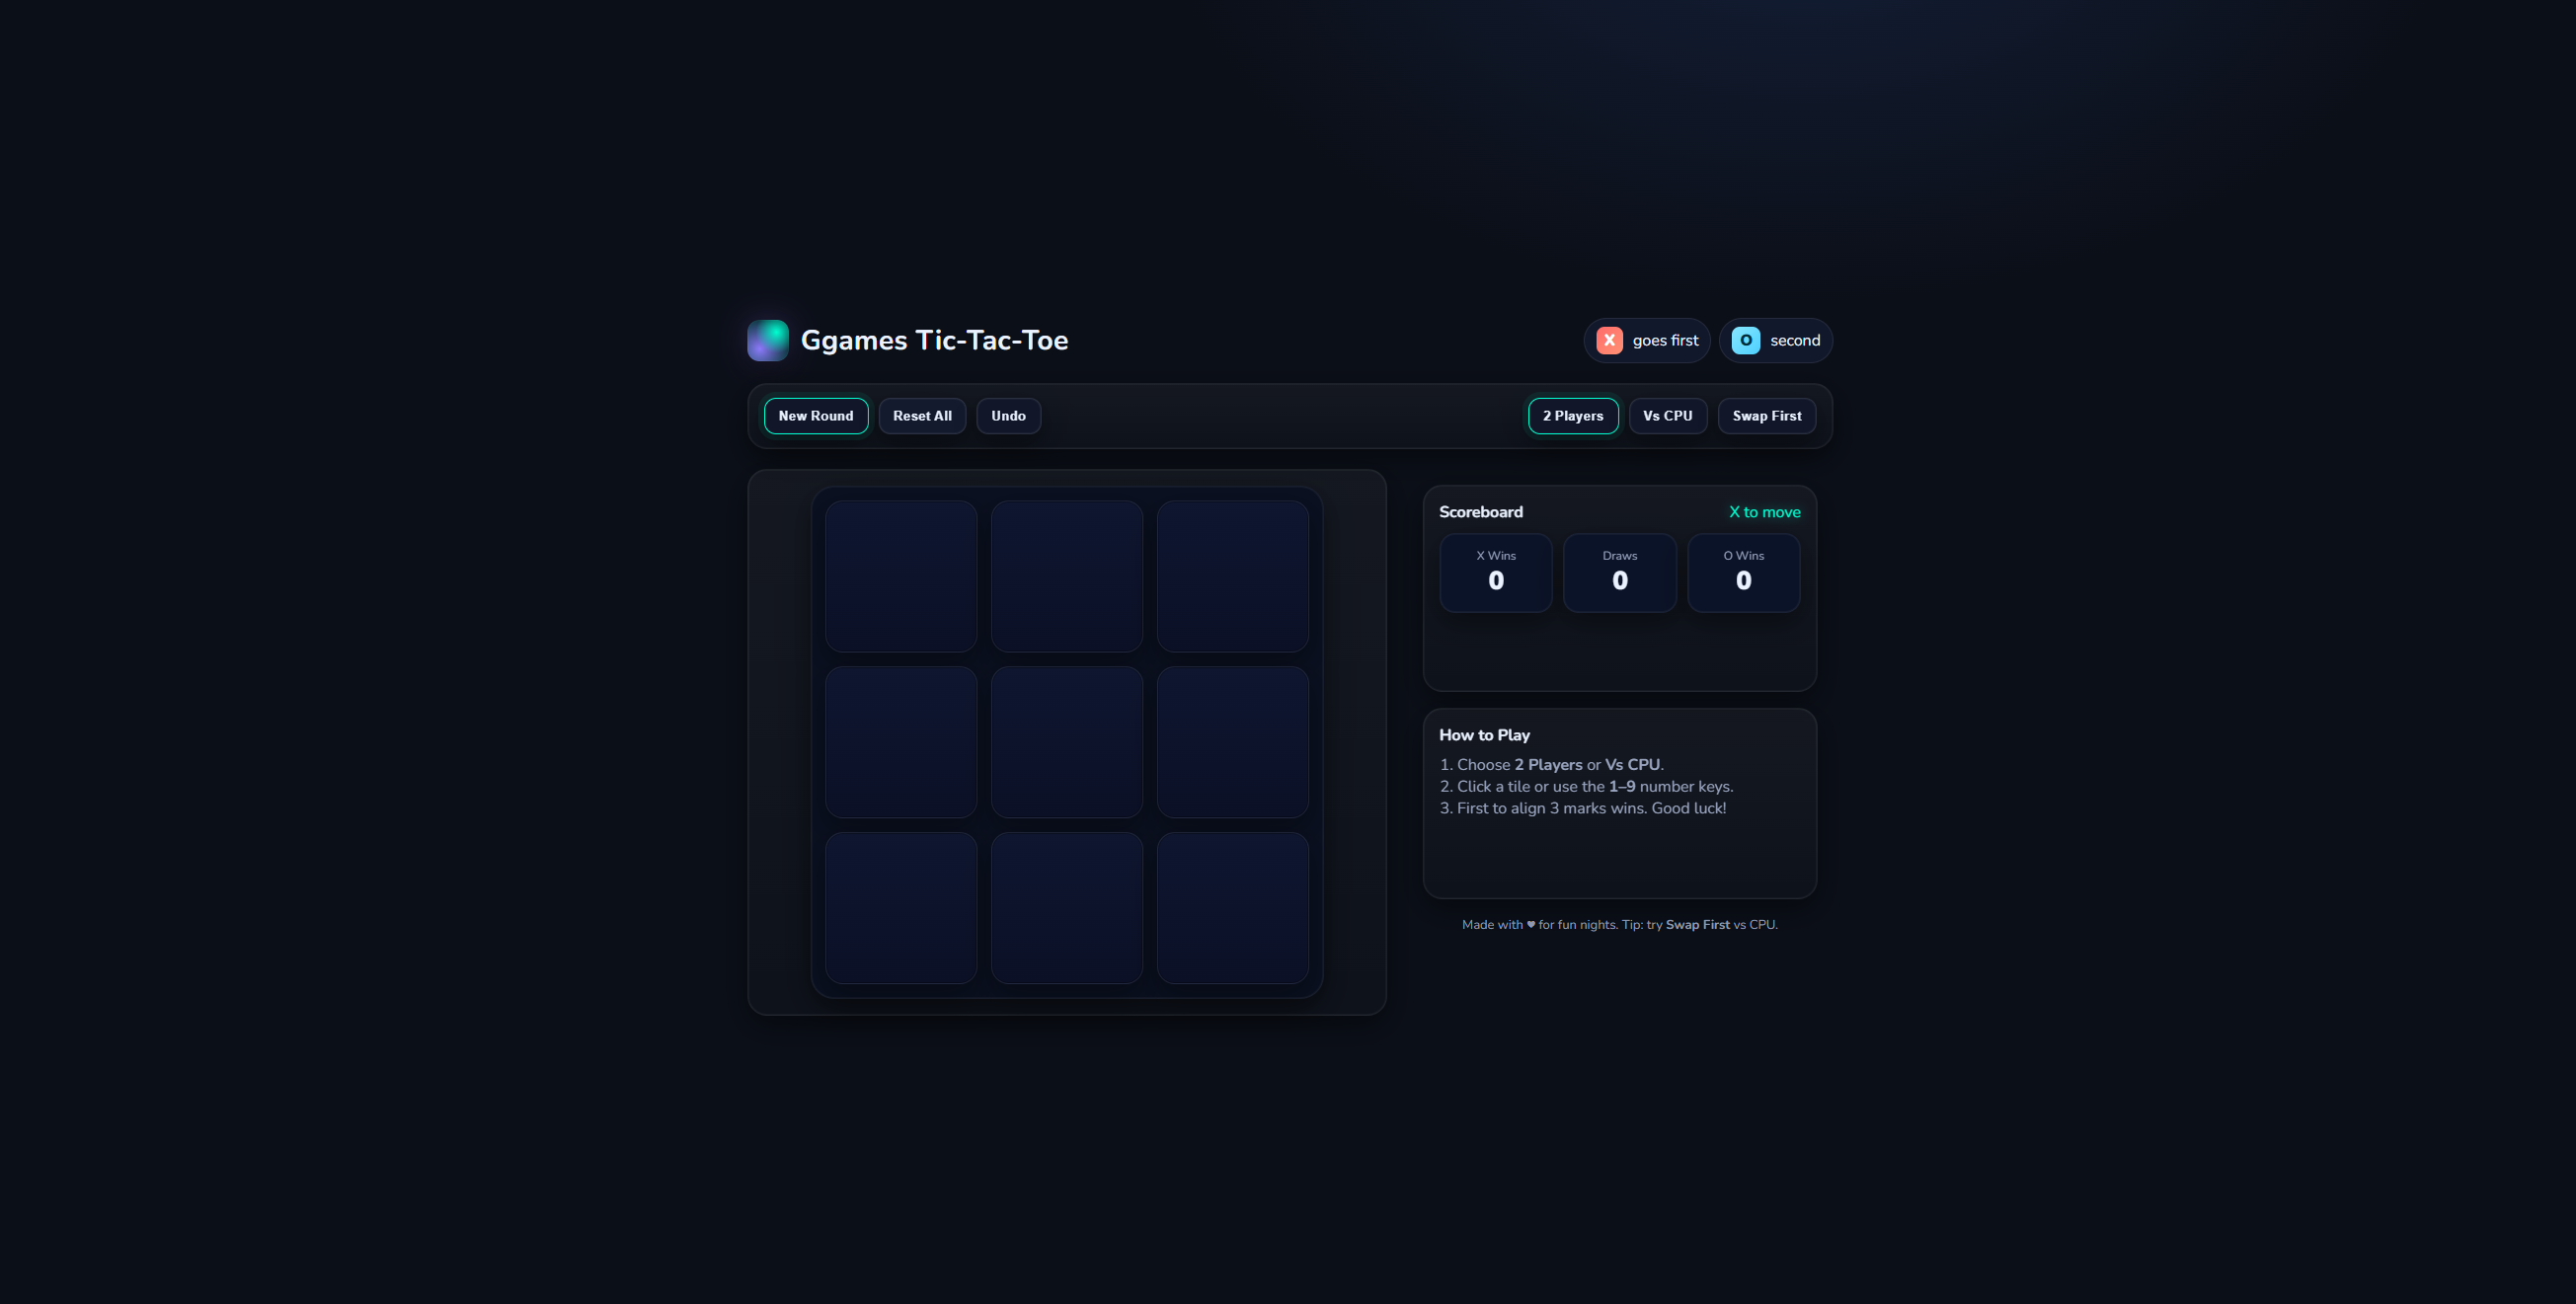 Ggames Tic-Tac-Toe
X goes first
O second
New Round
Reset All
Undo
2 Players
Vs CPU
Swap First
Scoreboard
X to move
X Wins
0
Draws
0
O Wins
0
How to Play
1. Choose 2 Players or Vs CPU.
2. Click a tile or use the 1–9 number keys.
3. First to align 3 marks wins. Good luck!
Made with ♥ for fun nights. Tip: try Swap First vs CPU.